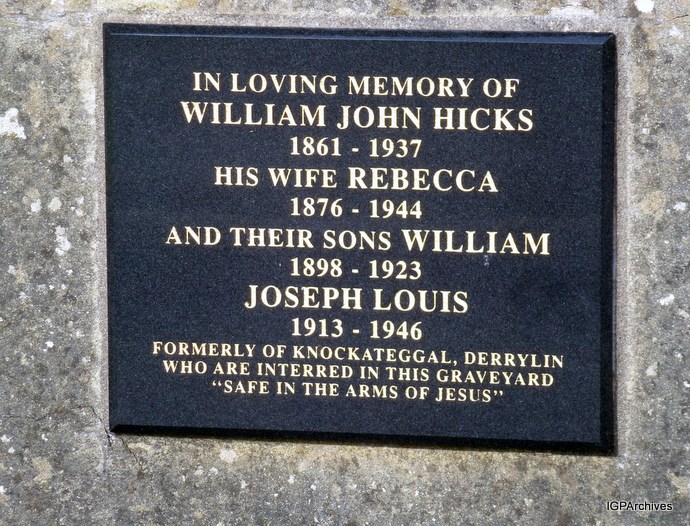 IN LOVING MEMORY OF
WILLIAM JOHN HICKS
1861 - 1937
HIS WIFE REBECCA
1876 - 1944
AND THEIR SONS WILLIAM
1898 - 1923
JOSEPH LOUIS
1913 - 1946
FORMERLY OF KNOCKATEGGAL, DERRYLIN
WHO ARE INTERRED IN THIS GRAVEYARD
“SAFE IN THE ARMS OF JESUS”
IGPArchives